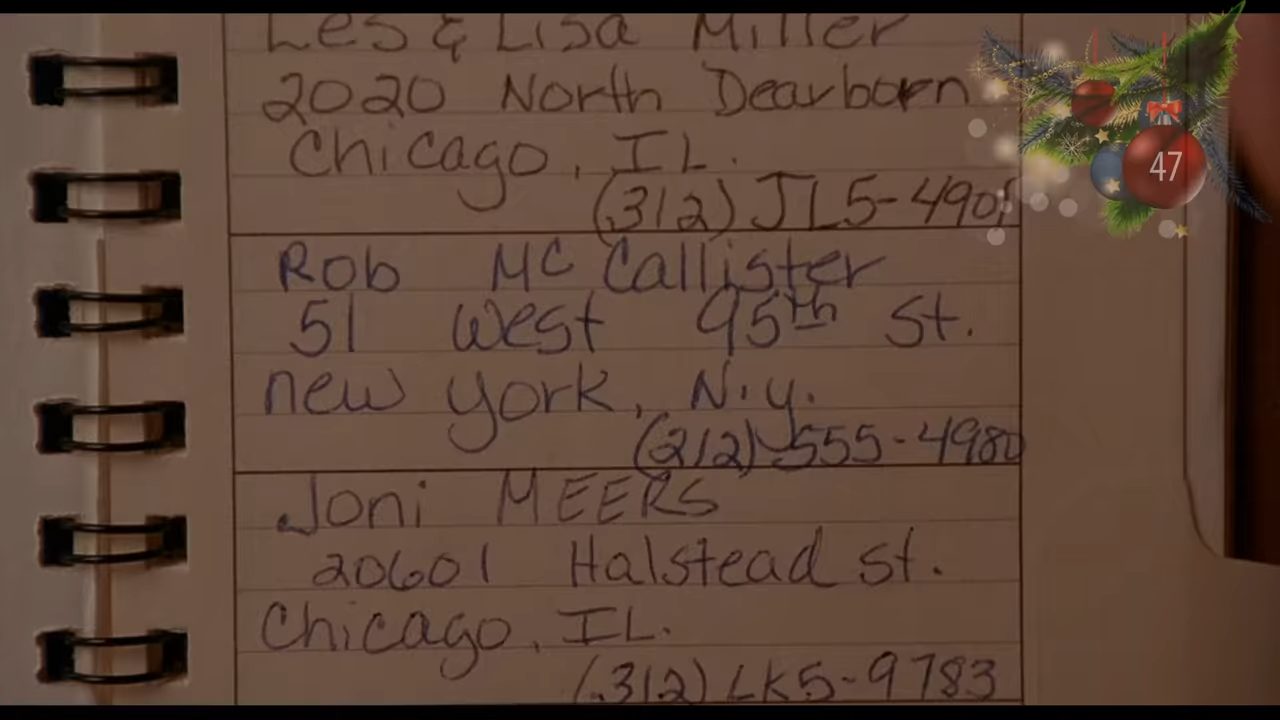 Les & Lisa Miller
2020 North Dearborn
Chicago, IL.
(312) JL5-4901
Rob McCallister
51 West 95th St.
new york, N.y.
(212) 555-4980
Joni MEERS
20601 Halstead St.
Chicago, IL.
(312) LK5-9783
47